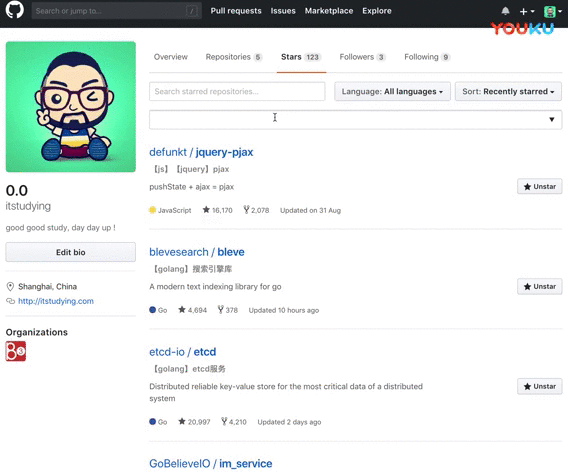 Search or jump to...
/
Pull requests Issues Marketplace Explore
YOUKU
Overview Repositories 5 Stars 123 Followers 3 Following 9
Search starred repositories...
Language: All languages
Sort: Recently starred
defunkt / jquery-pjax
【js】【jquery】pjax
pushState + ajax = pjax
Unstar
JavaScript 16,170 2,078 Updated on 31 Aug
0.0
itstudying
good good study, day day up !
Edit bio
Shanghai, China
http://itstudying.com
Organizations
blevesearch / bleve
【golang】搜索引擎库
A modern text indexing library for go
Unstar
Go 4,694 378 Updated 10 hours ago
etcd-io / etcd
【golang】etcd服务
Distributed reliable key-value store for the most critical data of a distributed
system
Unstar
Go 20,997 4,210 Updated 2 days ago
GoBelieveIO / im_service